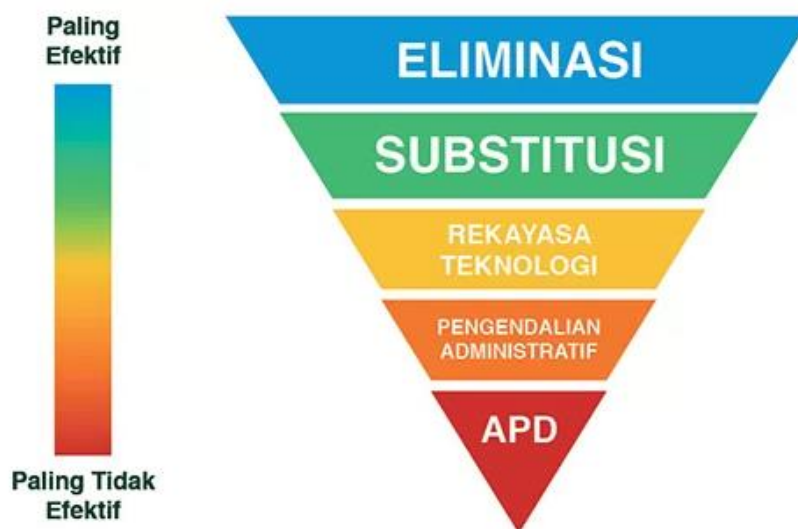 Paling
Efektif
ELIMINASI
SUBSTITUSI
REKAYASA
TEKNOLOGI
PENGENDALIAN
ADMINISTRATIF
APD
Paling Tidak
Efektif